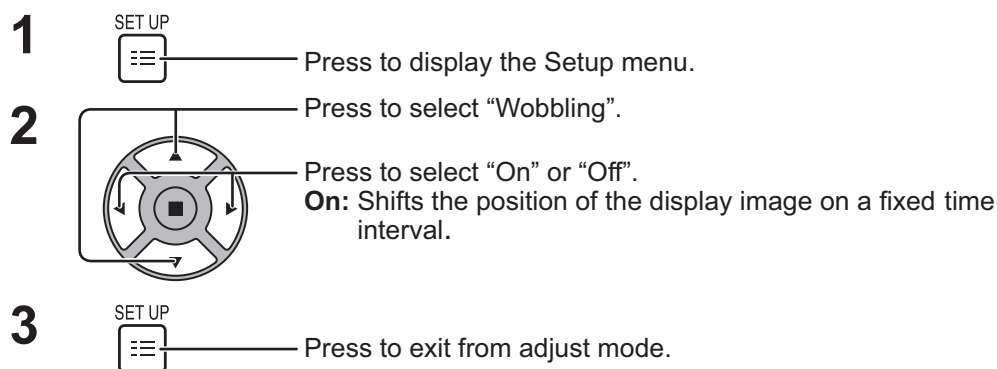 1
SET UP
Press to display the Setup menu.
2
Press to select “Wobbling”.
Press to select “On” or “Off”.
On: Shifts the position of the display image on a fixed time
interval.
3
SET UP
Press to exit from adjust mode.